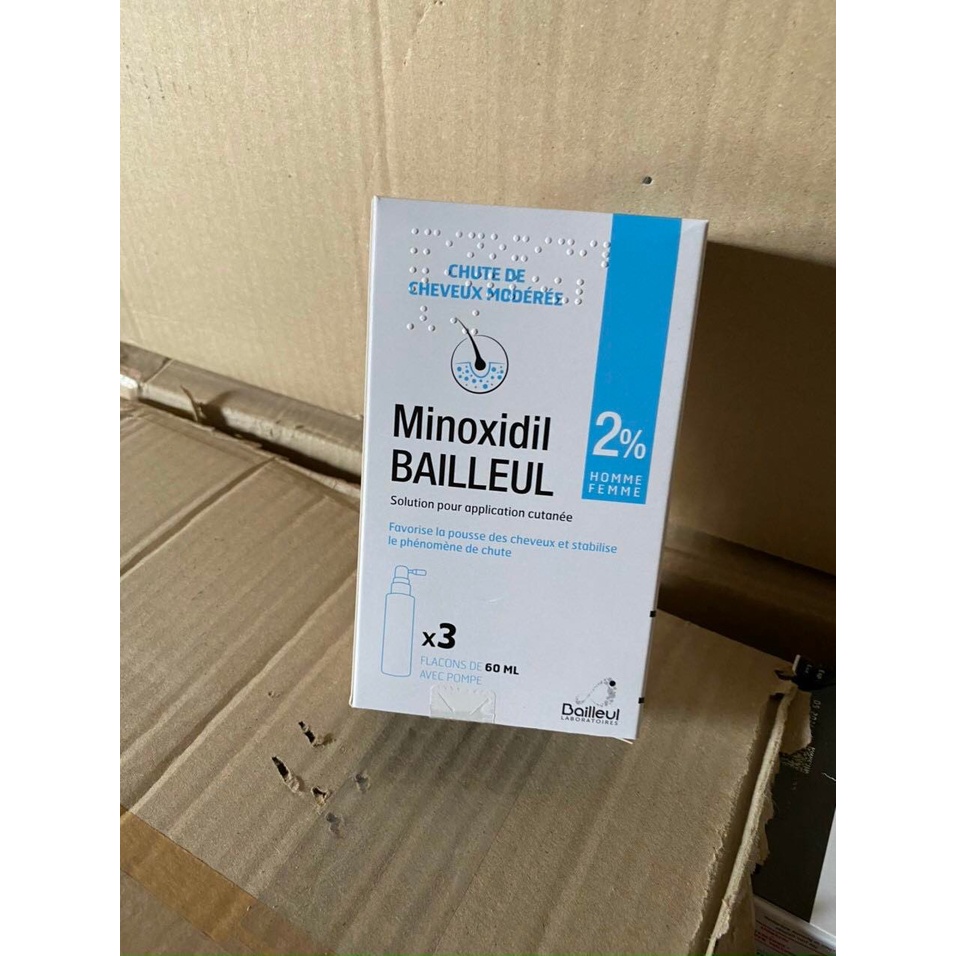 CHUTE DE
CHEVEUX MODÉRÉE
Minoxidil
BAILLEUL
2%
HOMME
FEMME
Solution pour application cutanée
Favorise la pousse des cheveux et stabilise
le phénomène de chute
x3
FLACONS DE 60 ML
AVEC POMPE
Bailleul
LABORATOIRES